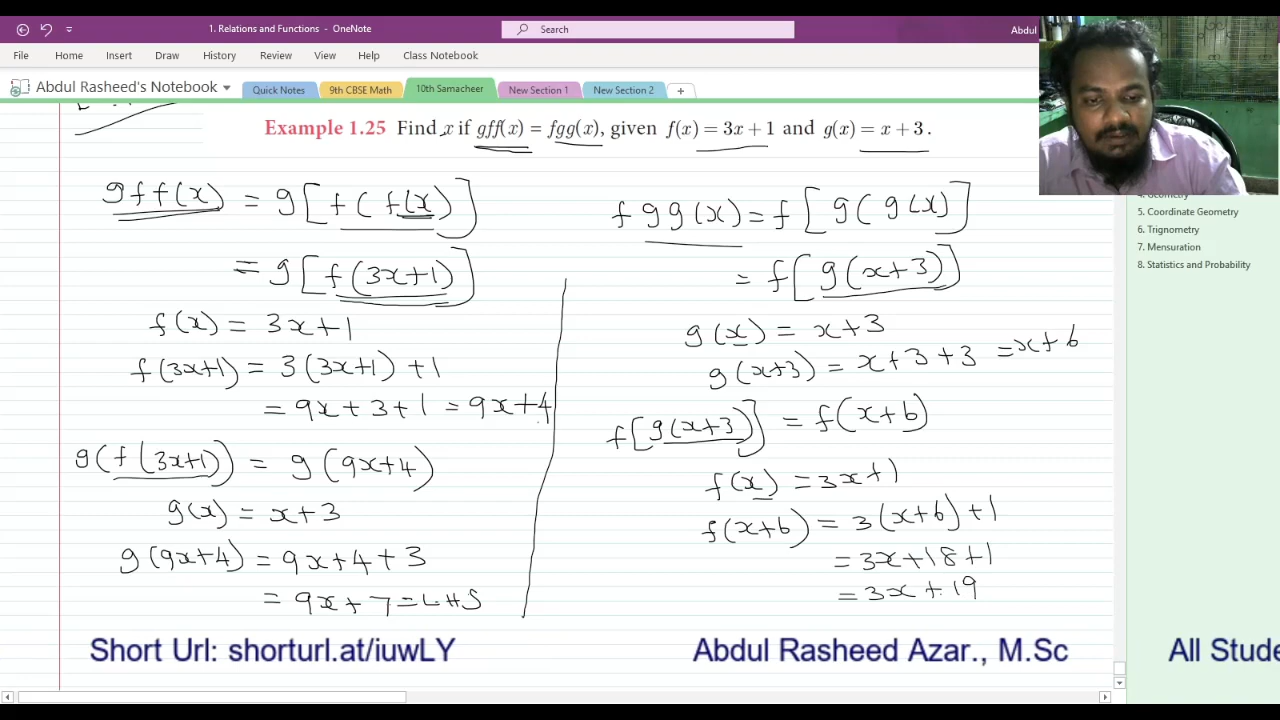 1. Relations and Functions - OneNote
Search
Abdul
File Home Insert Draw History Review View Help Class Notebook
Abdul Rasheed's Notebook
Quick Notes 9th CBSE Math 10th Samacheer New Section 1 New Section 2
Example 1.25 Find x if gff(x) = fgg(x), given f(x) = 3x + 1 and g(x) = x + 3.
gff(x) = g[f(f(x)]
= g[f(3x+1)]
f(x) = 3x+1
f(3x+1) = 3(3x+1)+1
= 9x+3+1 = 9x+4
g(f(3x+1)) = g(9x+4)
g(x) = x+3
g(9x+4) = 9x+4+3
= 9x+7 = LHS
fgg(x) = f[g(g(x)]
= f[g(x+3)]
g(x) = x+3
g(x+3) = x+3+3 = x+6
f[g(x+3)] = f(x+6)
f(x) = 3x+1
f(x+6) = 3(x+6)+1
= 3x+18+1
= 3x+19
5. Coordinate Geometry
6. Trignometry
7. Mensuration
8. Statistics and Probability
Short Url: shorturl.at/iuwLY
Abdul Rasheed Azar., M.Sc
All Stude